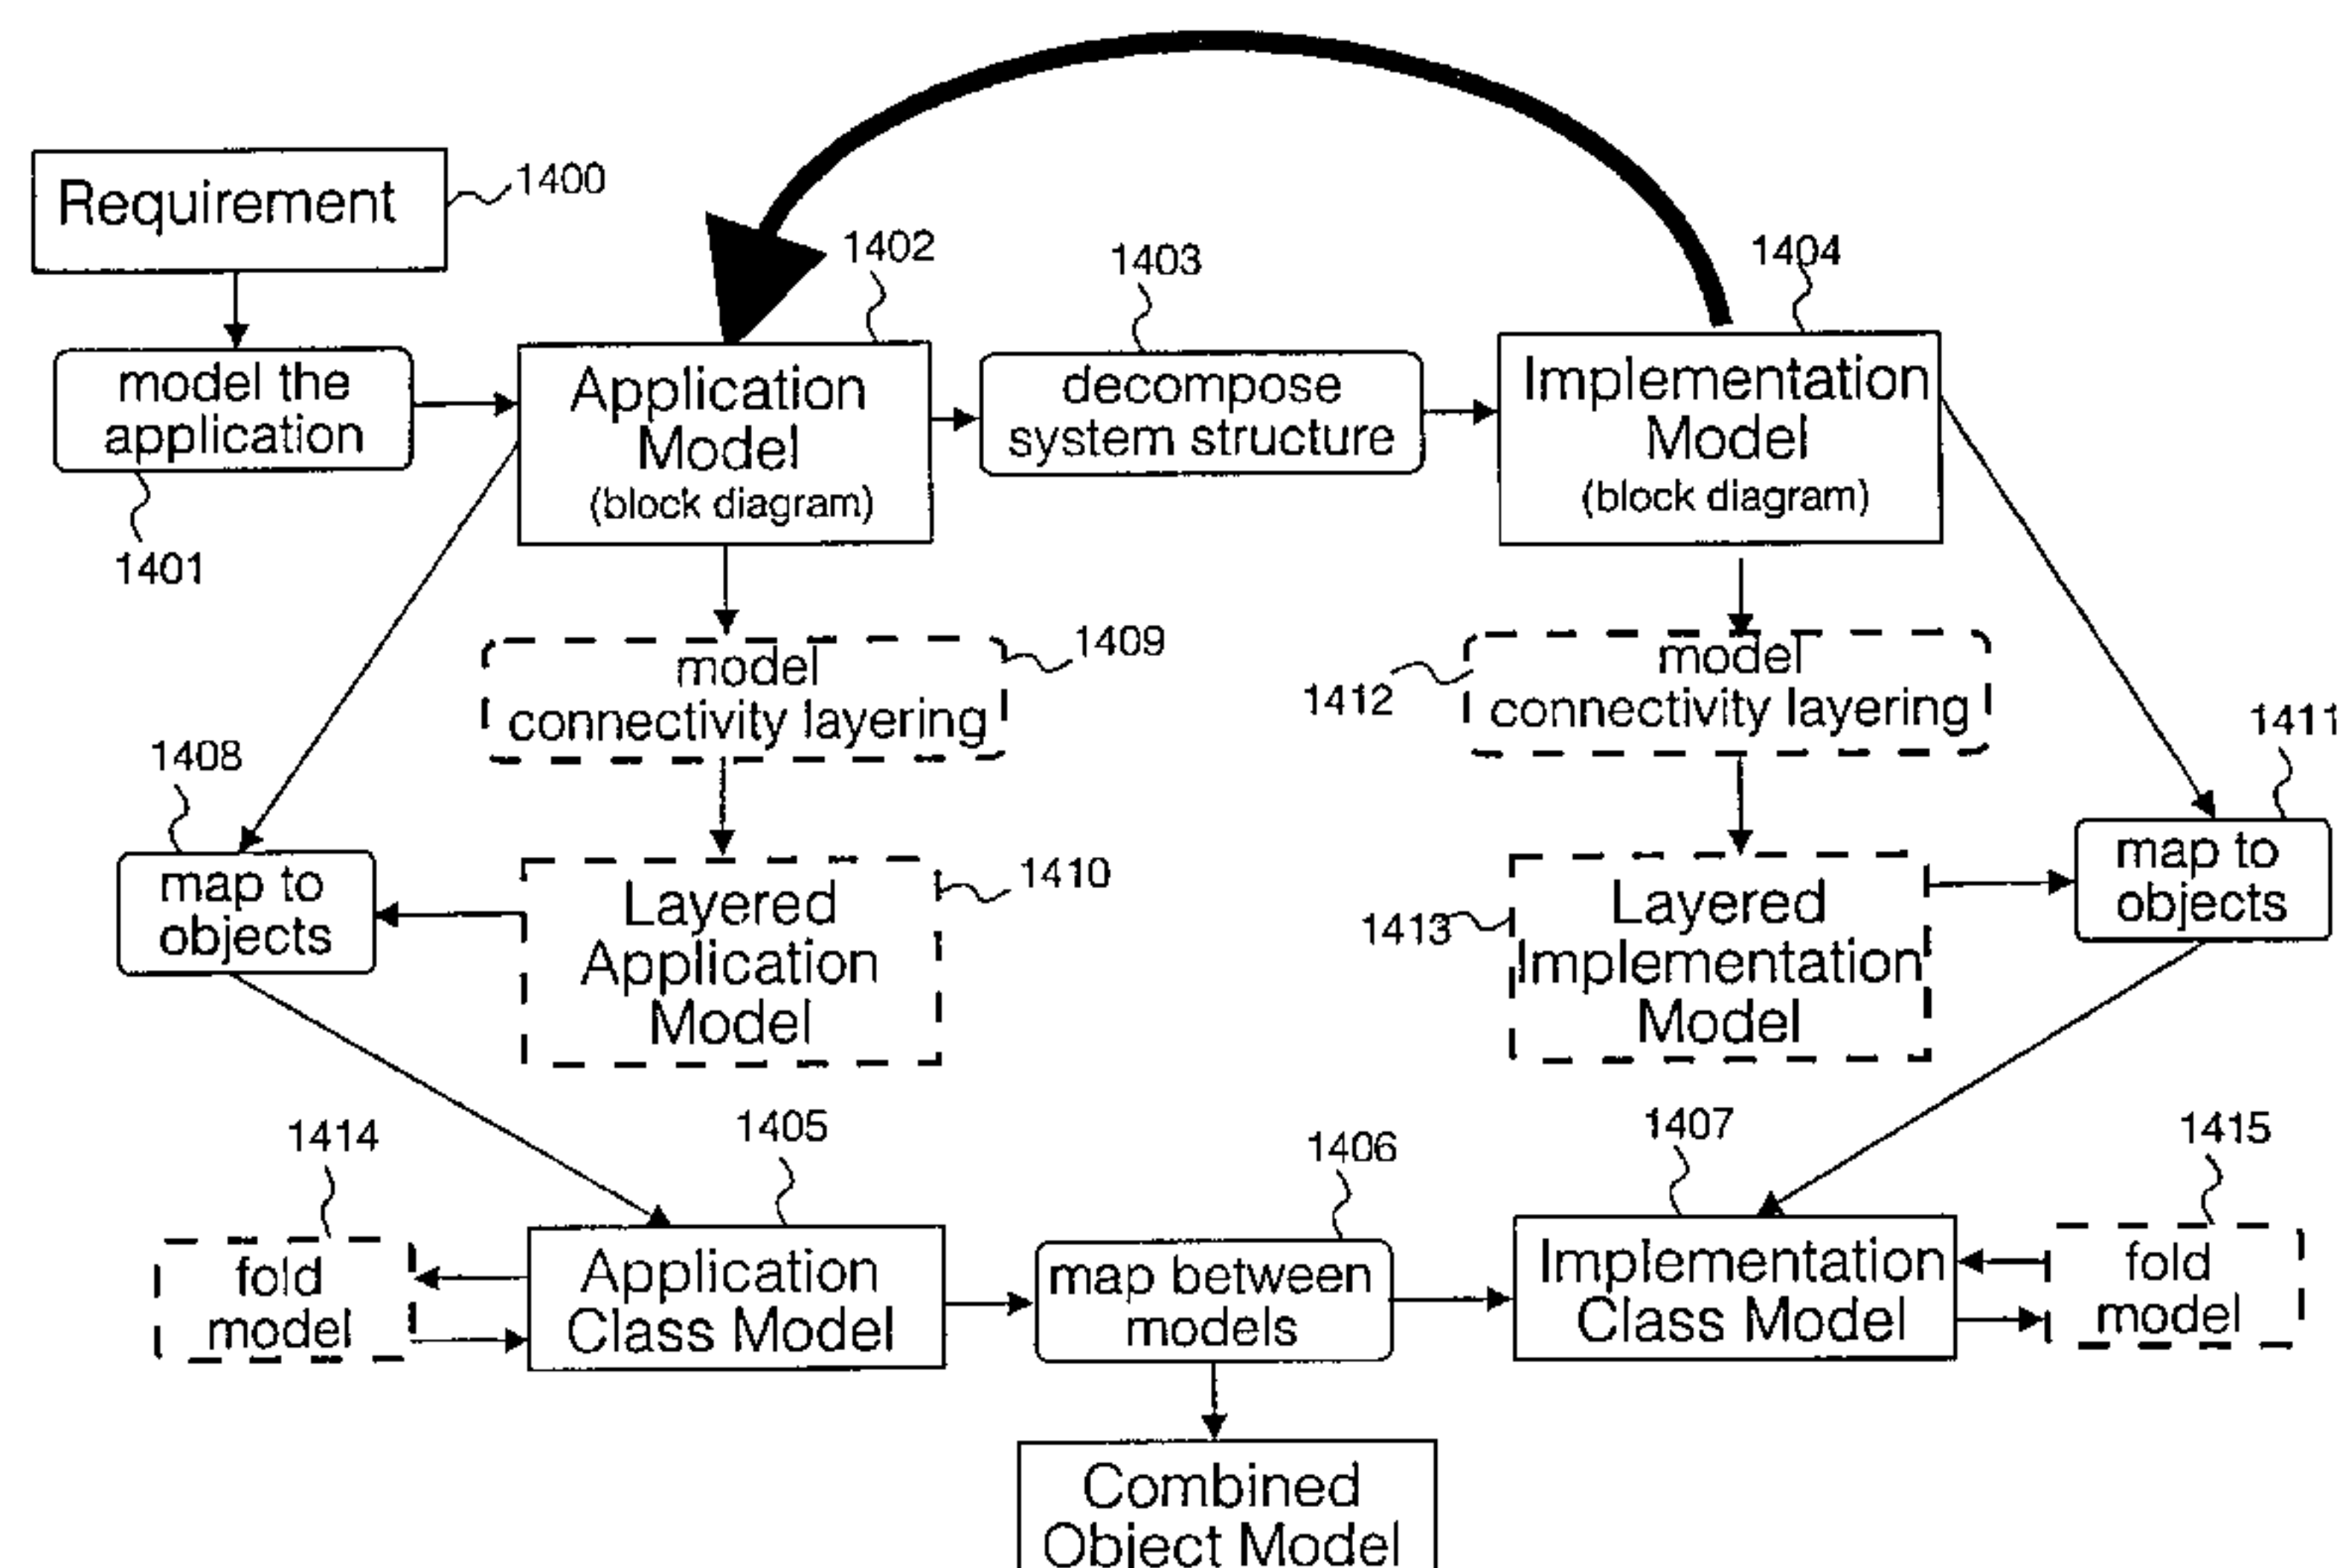 Requirement
1400
1402
1403
1404
model the
application
1401
Application
Model
(block diagram)
decompose
system structure
Implementation
Model
(block diagram)
model
connectivity layering
1409
model
connectivity layering
1412
1411
1408
map to
objects
Layered
Application
Model
1410
1413
Layered
Implementation
Model
map to
objects
1414
1405
1406
1407
1415
fold
model
Application
Class Model
map between
models
Implementation
Class Model
fold
model
Combined
Object Model